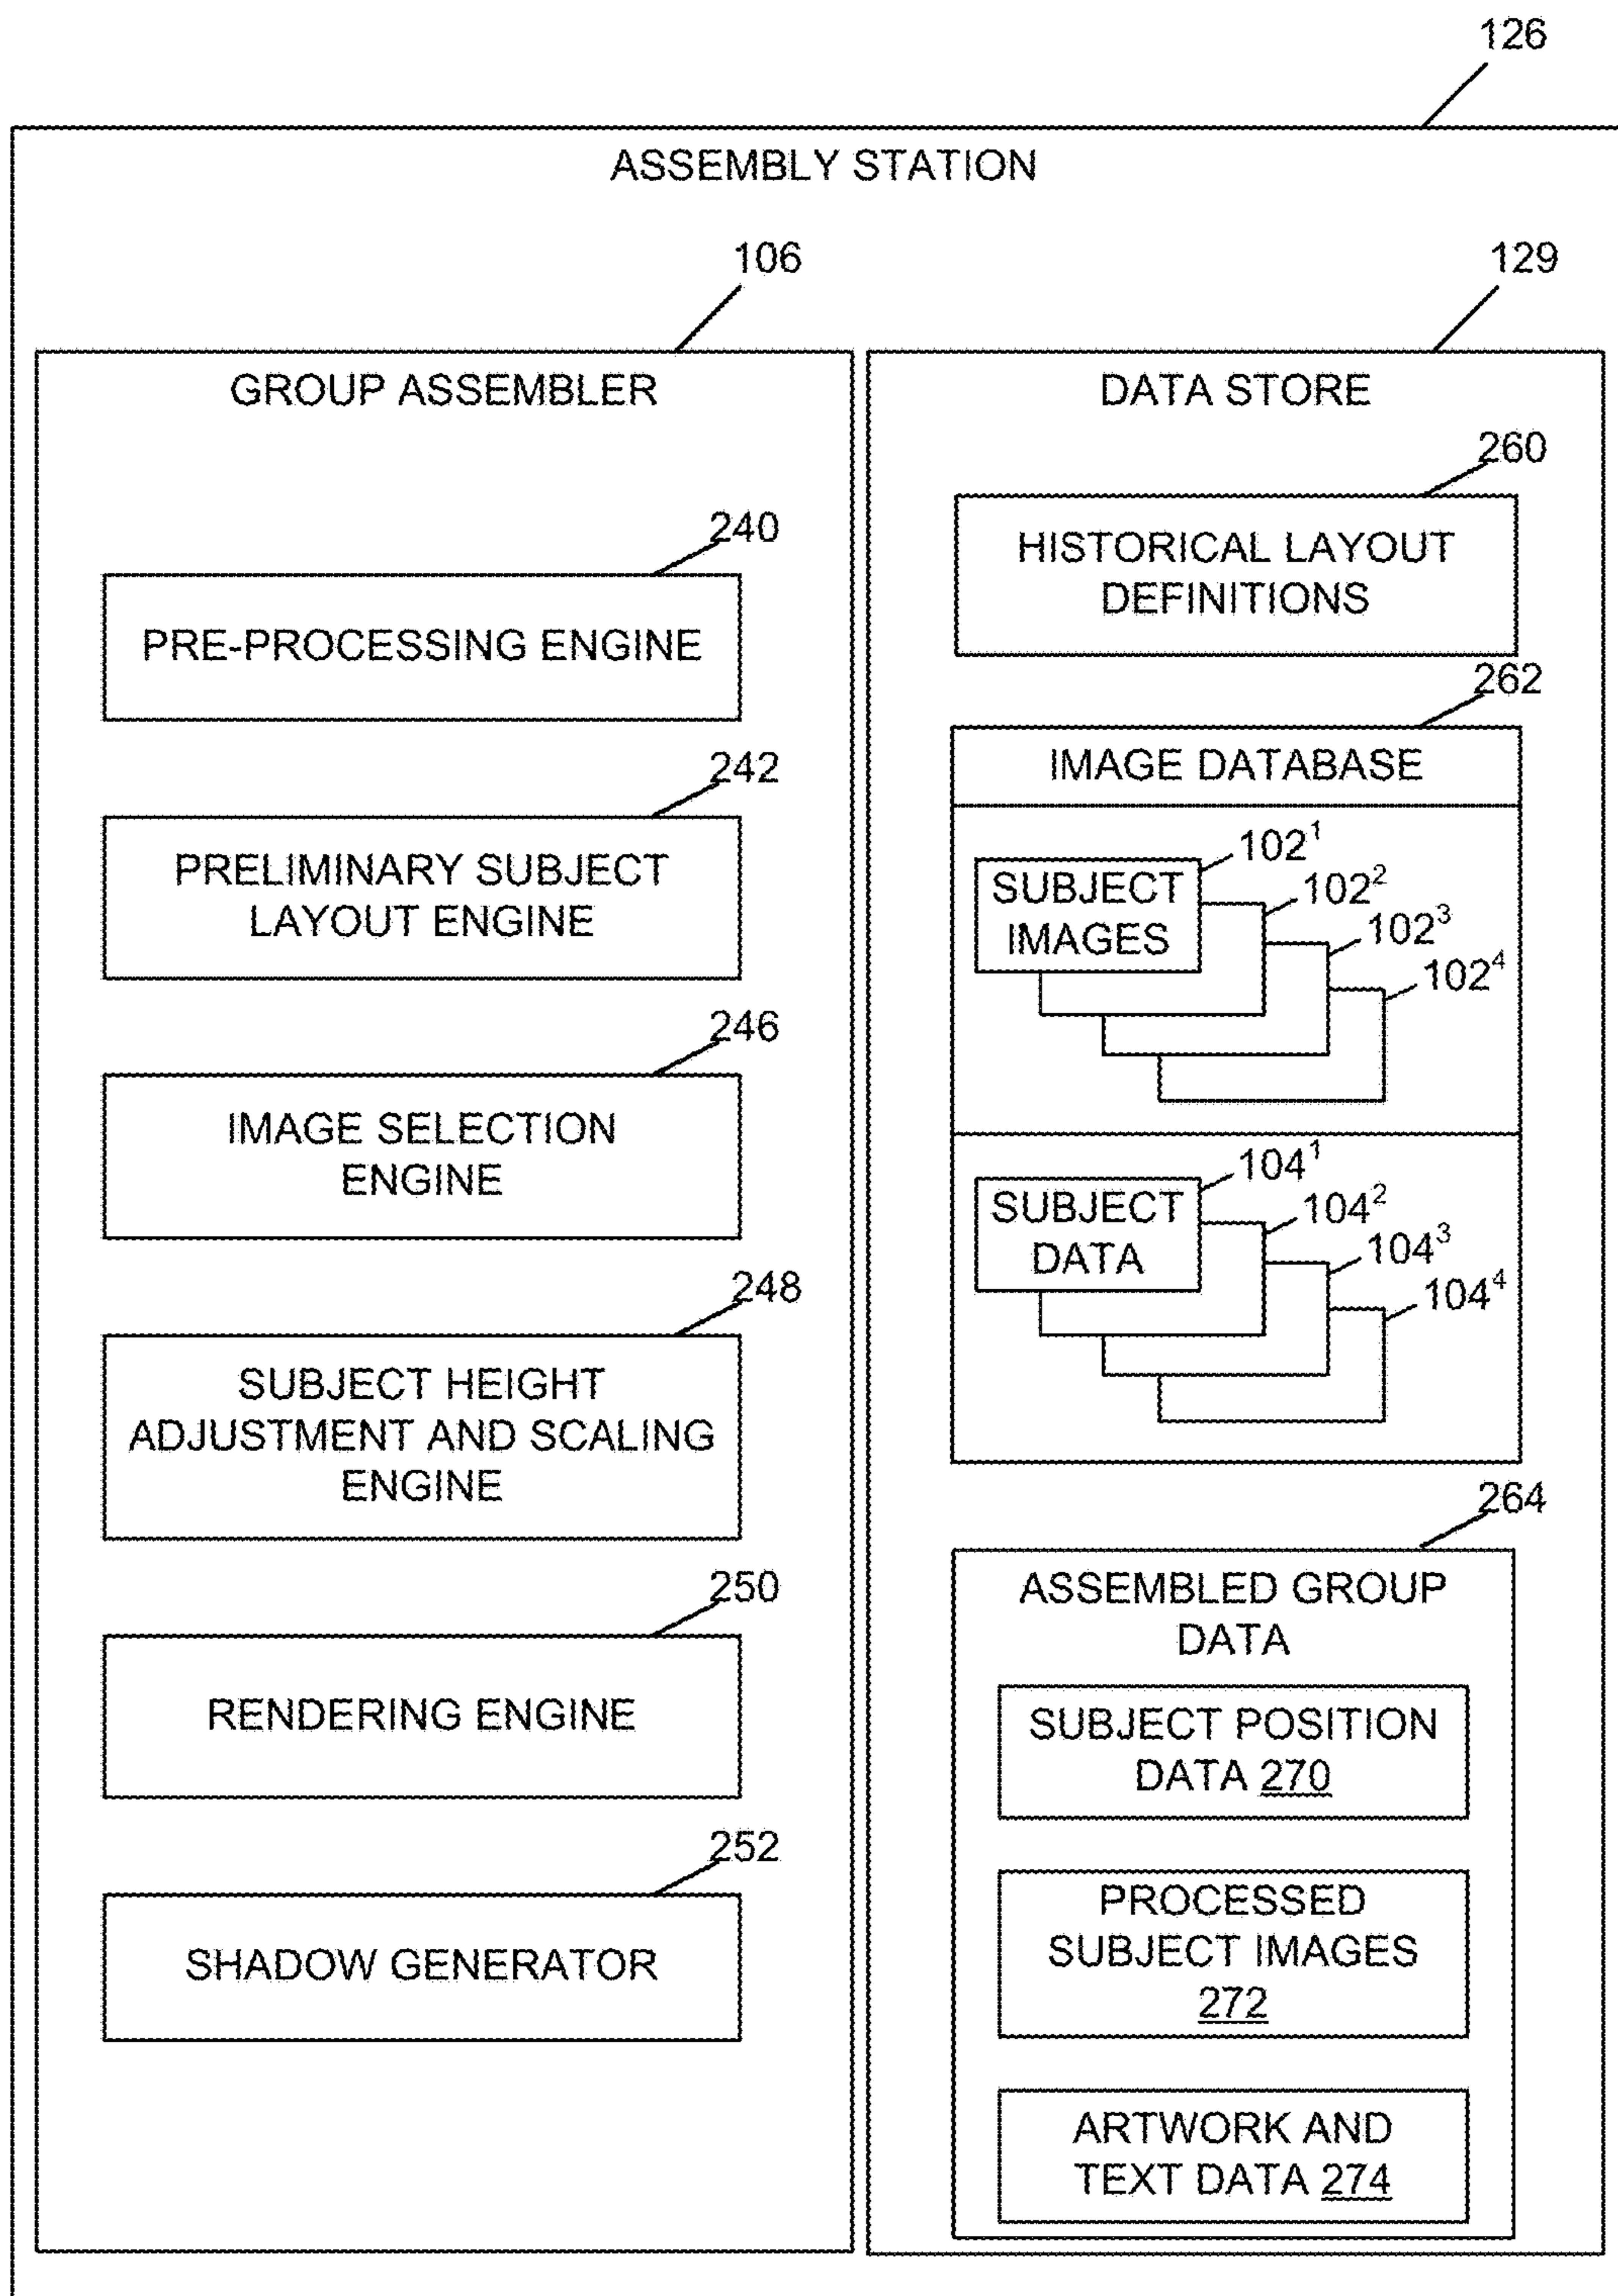 126
ASSEMBLY STATION
106
GROUP ASSEMBLER
240
PRE-PROCESSING ENGINE
242
PRELIMINARY SUBJECT
LAYOUT ENGINE
246
IMAGE SELECTION
ENGINE
248
SUBJECT HEIGHT
ADJUSTMENT AND SCALING
ENGINE
250
RENDERING ENGINE
252
SHADOW GENERATOR
129
DATA STORE
260
HISTORICAL LAYOUT
DEFINITIONS
262
IMAGE DATABASE
102¹
SUBJECT
IMAGES
102²
102³
102⁴
104¹
SUBJECT
DATA
104²
104³
104⁴
264
ASSEMBLED GROUP
DATA
SUBJECT POSITION
DATA 270
PROCESSED
SUBJECT IMAGES
272
ARTWORK AND
TEXT DATA 274